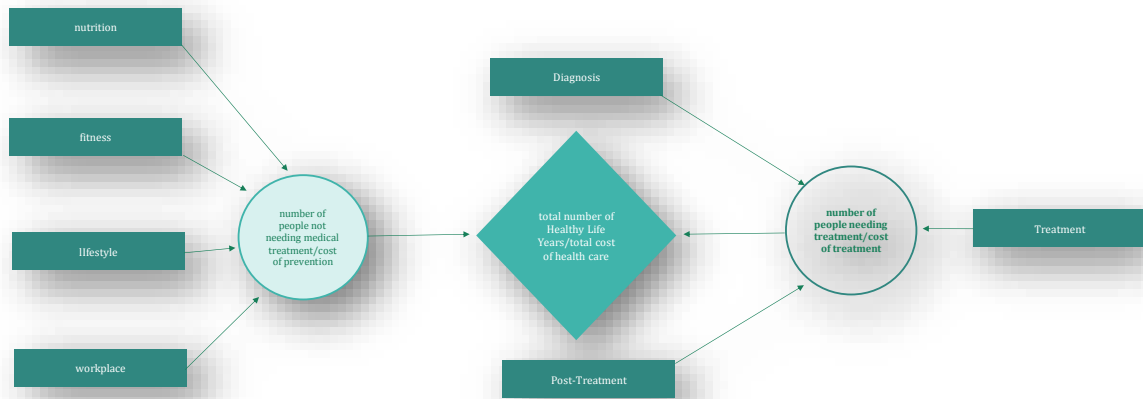 nutrition
Diagnosis
fitness
number of
people not
needing medical
treatment/cost
of prevention
total number of
Healthy Life
Years/total cost
of health care
number of
people needing
treatment/cost
of treatment
Treatment
lIfestyle
workplace
Post-Treatment